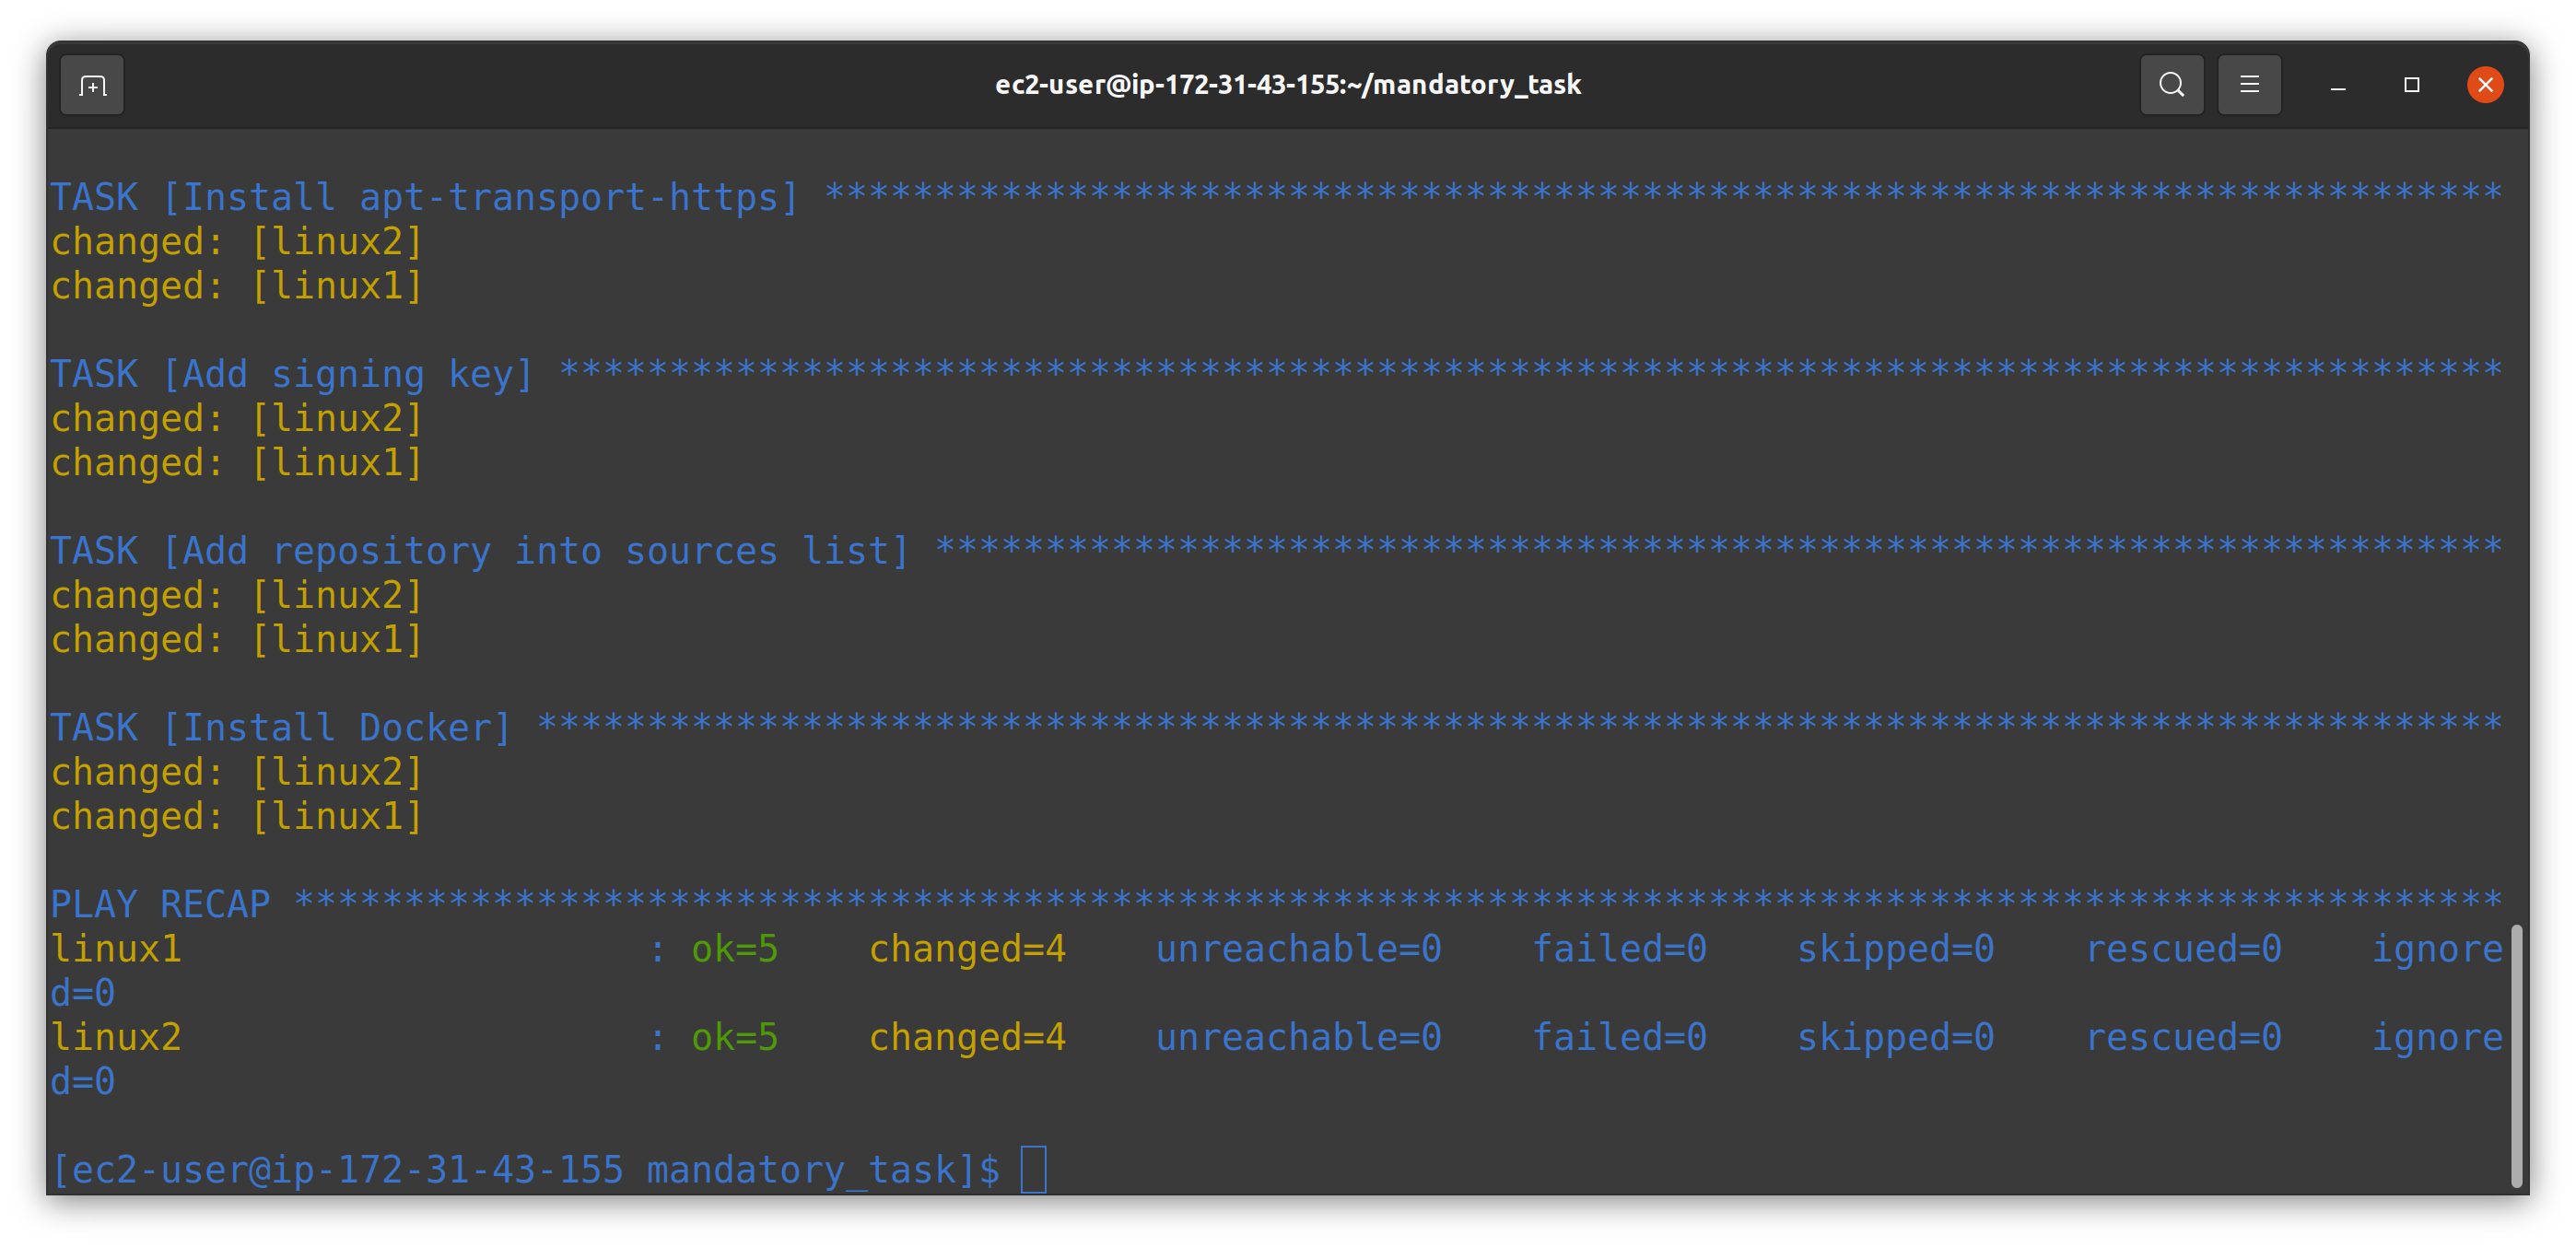 ec2-user@ip-172-31-43-155:~/mandatory_task
TASK [Install apt-transport-https] ****************************************************************************
changed: [linux2]
changed: [linux1]
TASK [Add signing key] ****************************************************************************************
changed: [linux2]
changed: [linux1]
TASK [Add repository into sources list] ***********************************************************************
changed: [linux2]
changed: [linux1]
TASK [Install Docker] *****************************************************************************************
changed: [linux2]
changed: [linux1]
PLAY RECAP ****************************************************************************************************
linux1                     : ok=5    changed=4    unreachable=0    failed=0    skipped=0    rescued=0    ignore
d=0
linux2                     : ok=5    changed=4    unreachable=0    failed=0    skipped=0    rescued=0    ignore
d=0
[ec2-user@ip-172-31-43-155 mandatory_task]$